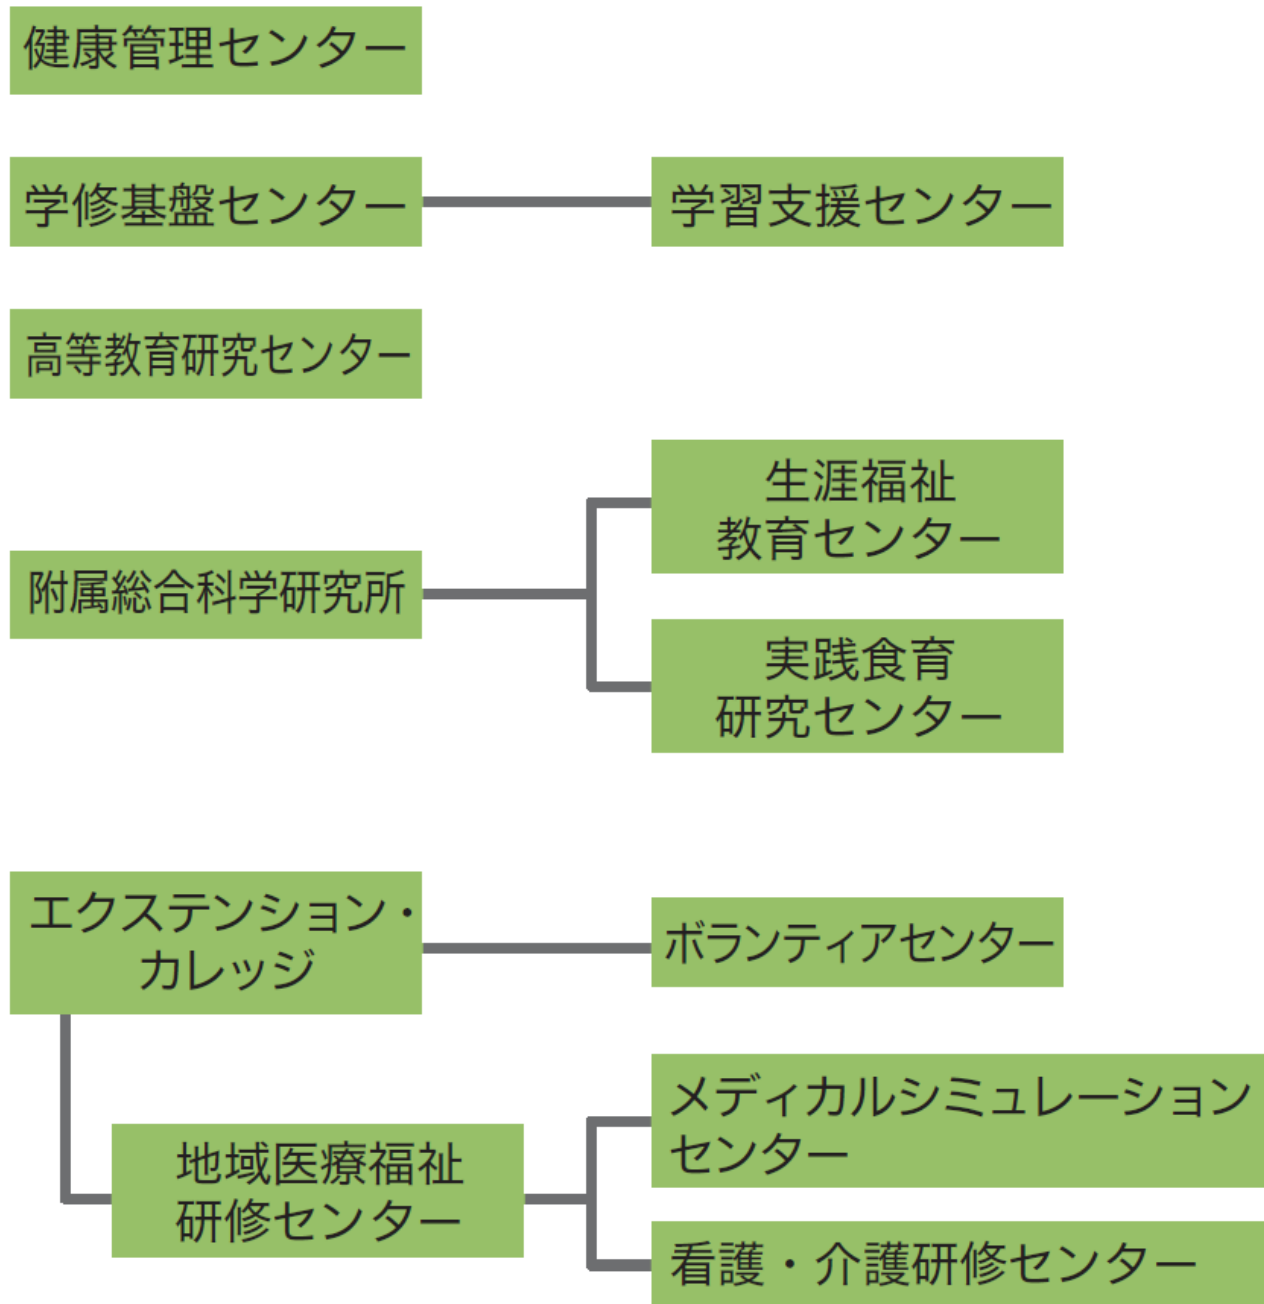 健康管理センター
学修基盤センター
学習支援センター
高等教育研究センター
附属総合科学研究所
生涯福祉
教育センター
実践食育
研究センター
エクステンション・
カレッジ
ボランティアセンター
地域医療福祉
研修センター
メディカルシミュレーション
センター
看護・介護研修センター